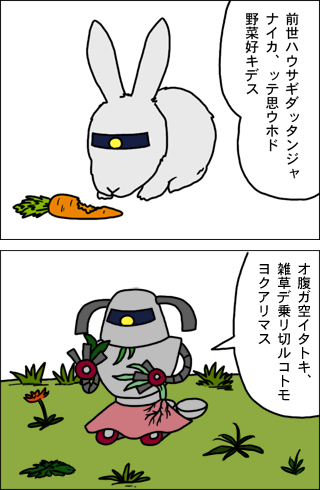 前世ハウサギダッタンジャ
ナイカ、ッテ思ウホド
野菜好キデス
オ腹ガ空イタトキ、
雑草デ乗リ切ルコトモ
ヨクアリマス